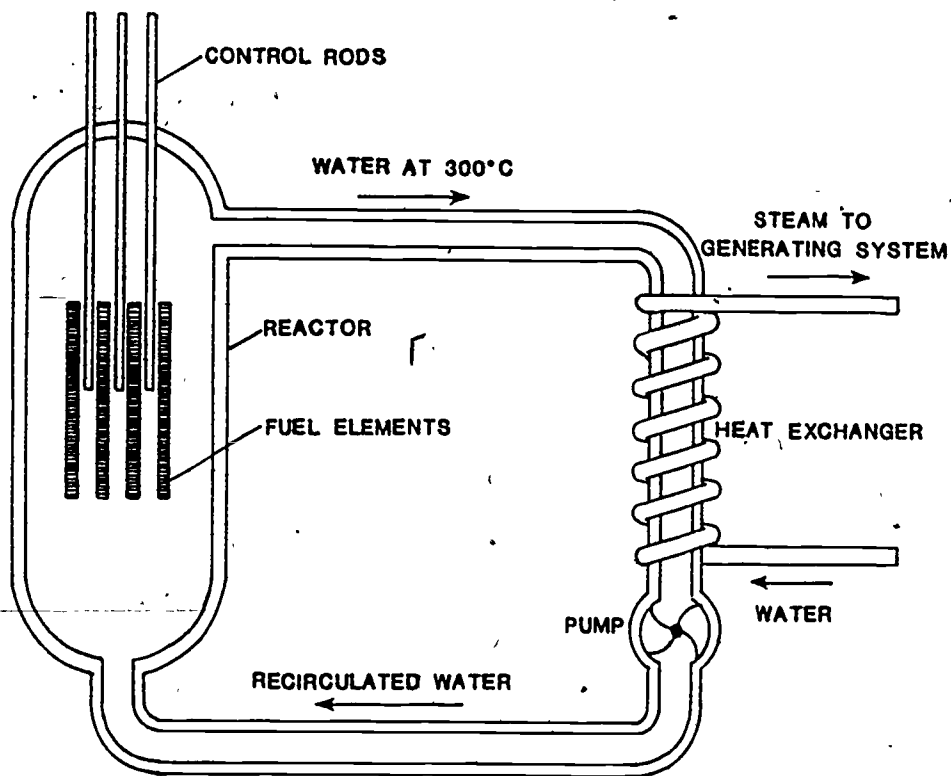 CONTROL RODS
WATER AT 300°C
STEAM TO
GENERATING SYSTEM
REACTOR
FUEL ELEMENTS
HEAT EXCHANGER
PUMP
WATER
RECIRCULATED WATER